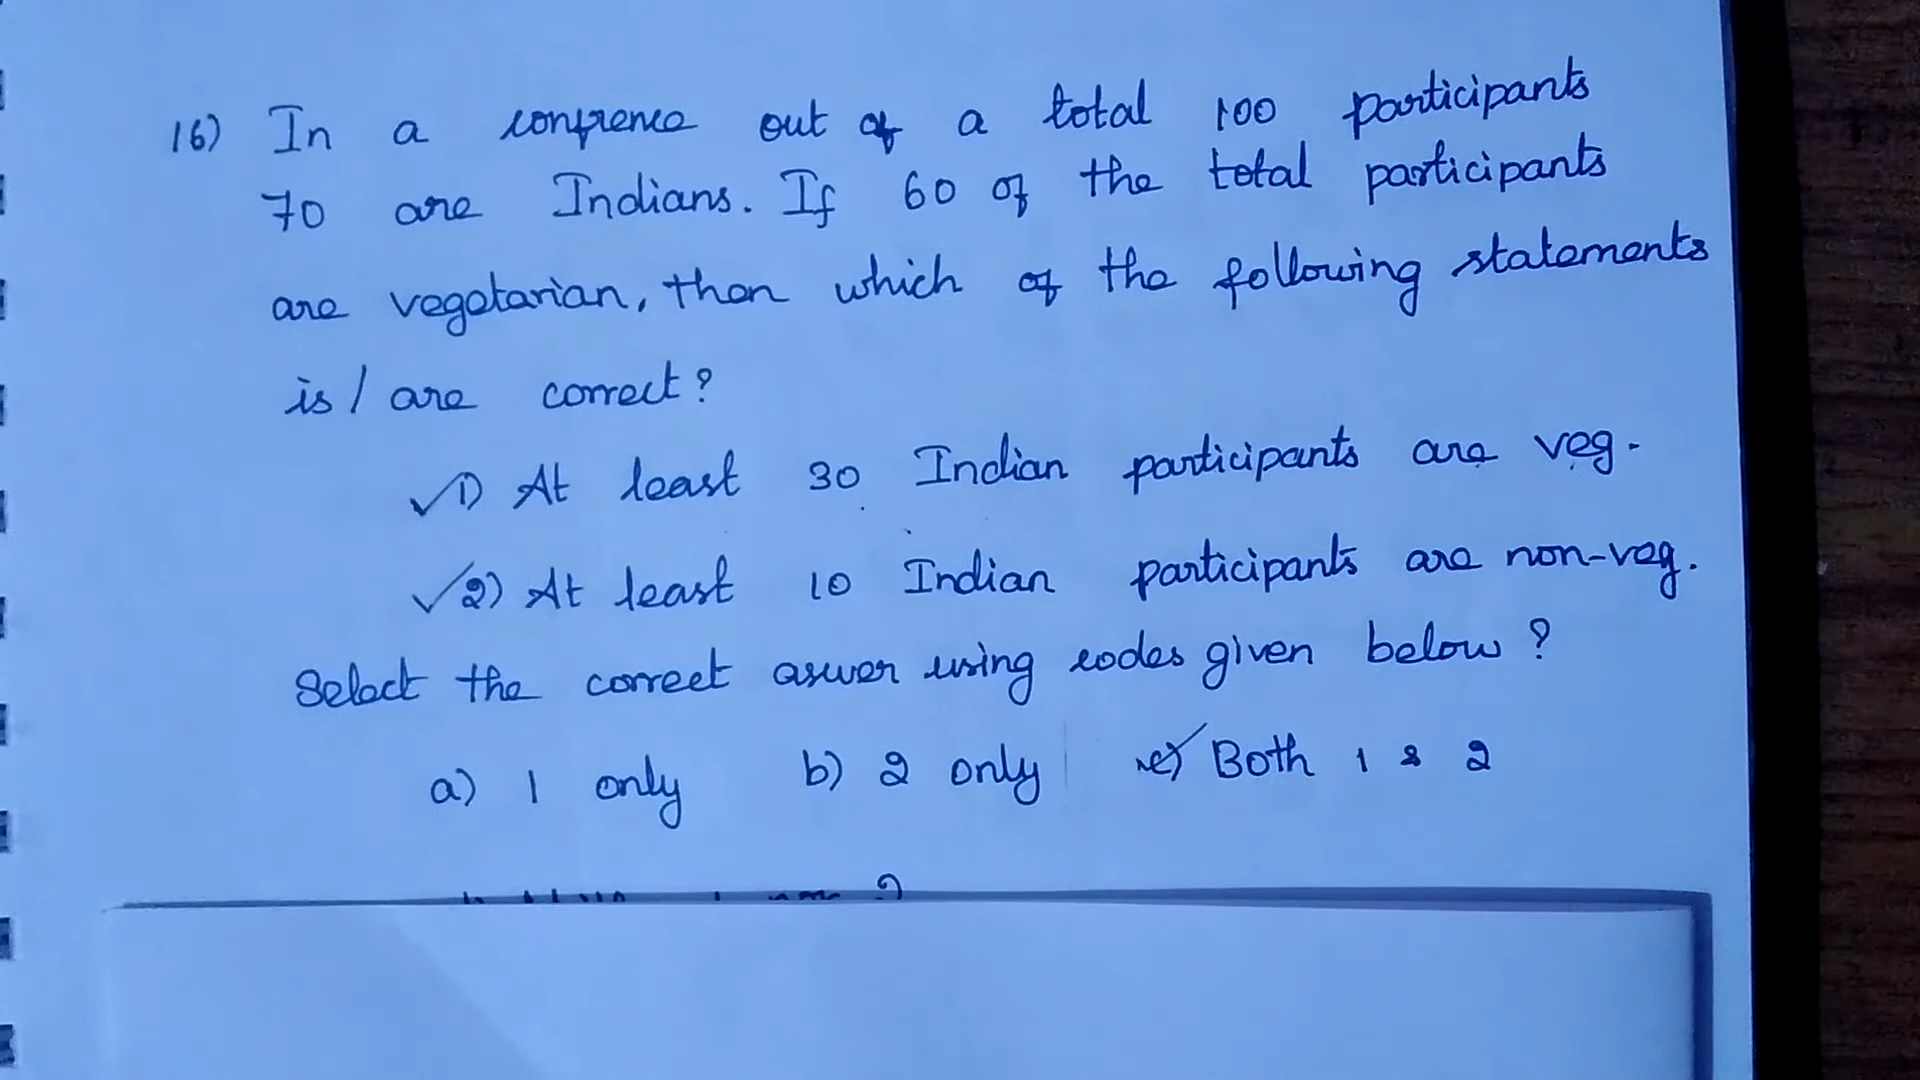 16) In a confrence out of a total 100 participants
70 are Indians. If 60 of the total participants
are vegetarian, then which of the following statements
is / are correct?
✓1) At least 30 Indian participants are veg.
✓2) At least 10 Indian participants are non-veg.
Select the correct aswer using codes given below?
a) 1 only b) 2 only ✓c) Both 1 & 2